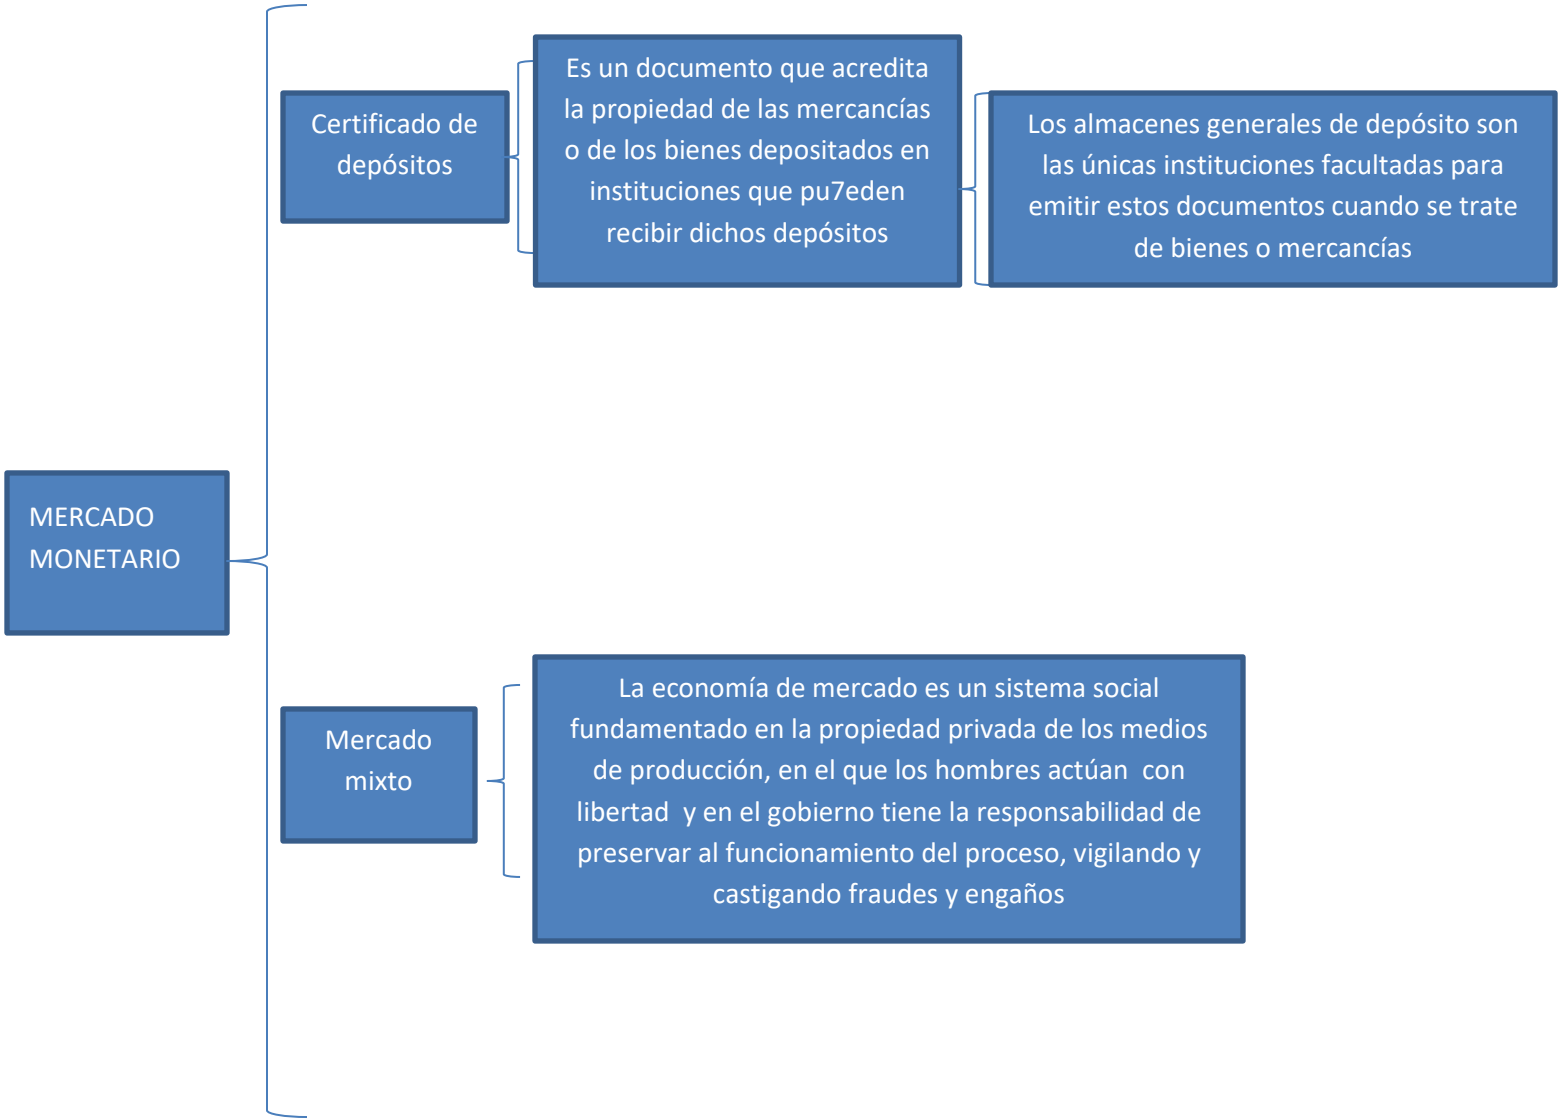 MERCADO
MONETARIO
Certificado de
depósitos
Es un documento que acredita
la propiedad de las mercancías
o de los bienes depositados en
instituciones que pu7eden
recibir dichos depósitos
Los almacenes generales de depósito son
las únicas instituciones facultadas para
emitir estos documentos cuando se trate
de bienes o mercancías
Mercado
mixto
La economía de mercado es un sistema social
fundamentado en la propiedad privada de los medios
de producción, en el que los hombres actúan  con
libertad  y en el gobierno tiene la responsabilidad de
preservar al funcionamiento del proceso, vigilando y
castigando fraudes y engaños